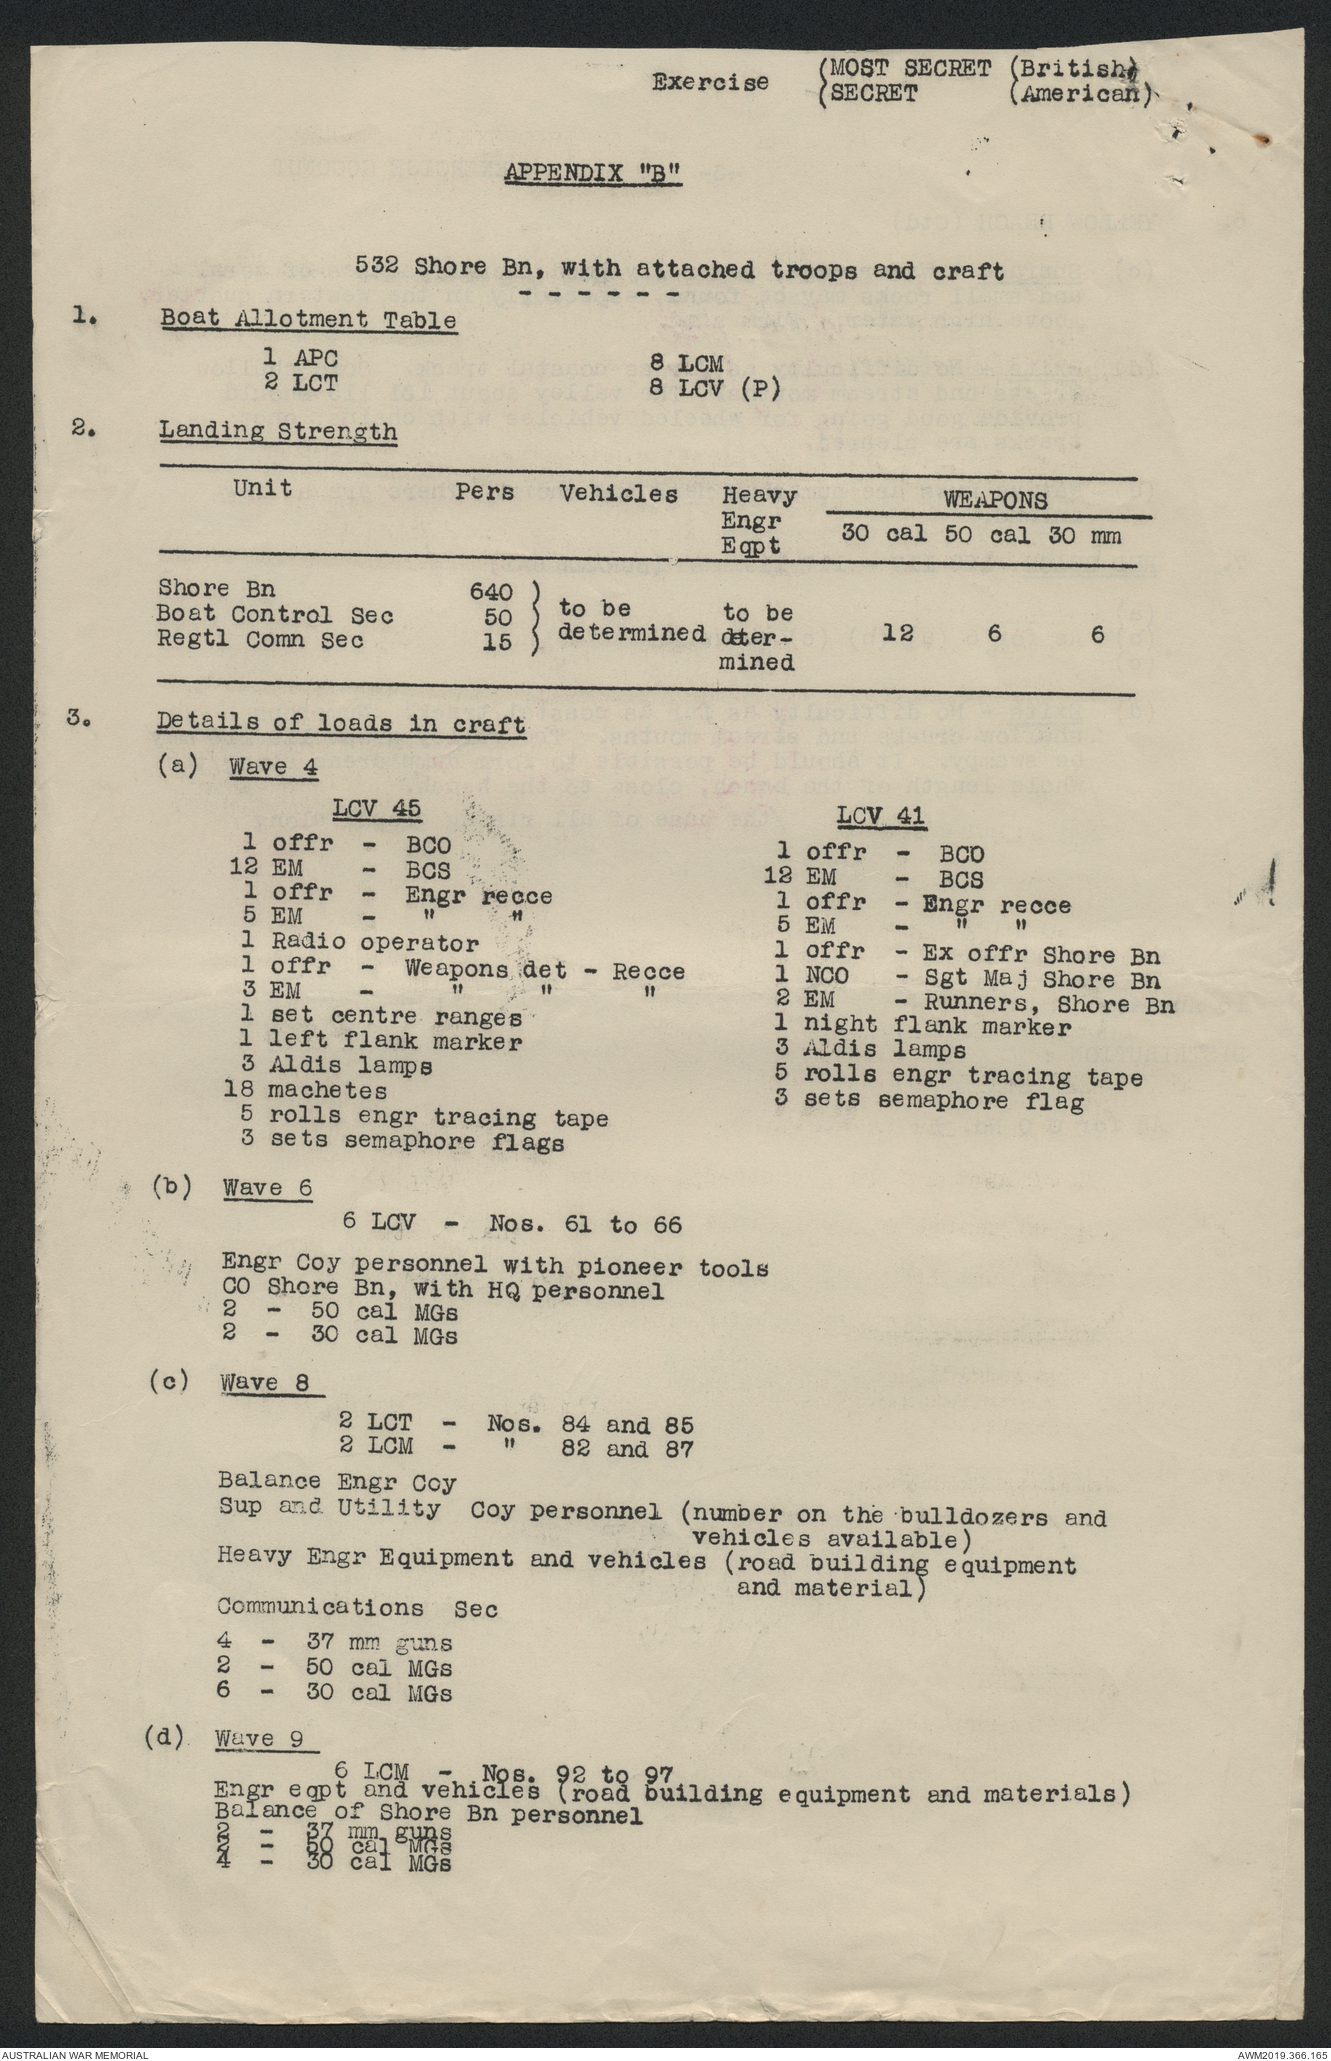 Exercise (MOST SECRET (British)
(SECRET (American)
APPENDIX "B"
532 Shore Bn, with attached troops and craft
- - - - - -
1. Boat Allotment Table
1 APC 8 LCM
2 LCT 8 LCV (P)
2. Landing Strength
Unit Pers Vehicles Heavy WEAPONS
Engr
Eqpt 30 cal 50 cal 30 mm
Shore Bn 640 )
Boat Control Sec 50 ) to be to be
Regtl Comn Sec 15 ) determined deter- 12 6 6
mined
3. Details of loads in craft
(a) Wave 4
LCV 45
1 offr - BCO
12 EM - BCS
1 offr - Engr recce
5 EM - " "
1 Radio operator
1 offr - Weapons det - Recce
3 EM - " " "
1 set centre ranges
1 left flank marker
3 Aldis lamps
18 machetes
5 rolls engr tracing tape
3 sets semaphore flags
LCV 41
1 offr - BCO
12 EM - BCS
1 offr - Engr recce
5 EM - " "
1 offr - Ex offr Shore Bn
1 NCO - Sgt Maj Shore Bn
2 EM - Runners, Shore Bn
1 night flank marker
3 Aldis lamps
5 rolls engr tracing tape
3 sets semaphore flag
(b) Wave 6
6 LCV - Nos. 61 to 66
Engr Coy personnel with pioneer tools
CO Shore Bn, with HQ personnel
2 - 50 cal MGs
2 - 30 cal MGs
(c) Wave 8
2 LCT - Nos. 84 and 85
2 LCM - " 82 and 87
Balance Engr Coy
Sup and Utility Coy personnel (number on the bulldozers and
vehicles available)
Heavy Engr Equipment and vehicles (road building equipment
and material)
Communications Sec
4 - 37 mm guns
2 - 50 cal MGs
6 - 30 cal MGs
(d) Wave 9
6 LCM - Nos. 92 to 97
Engr eqpt and vehicles (road building equipment and materials)
Balance of Shore Bn personnel
2 - 37 mm guns
2 - 50 cal MGs
4 - 30 cal MGs
AUSTRALIAN WAR MEMORIAL AWM2019.366.165